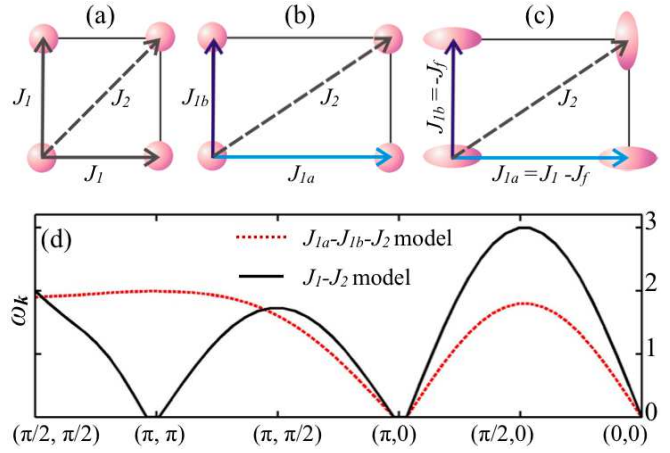 (a) (b) (c)
J1 J2 J1b J2 J1b = -Jf J2
J1 J1a J1a = J1 -Jf
(d) J1a-J1b-J2 model
J1-J2 model
ωk
3
2
1
0
(π/2, π/2) (π, π) (π, π/2) (π,0) (π/2,0) (0,0)